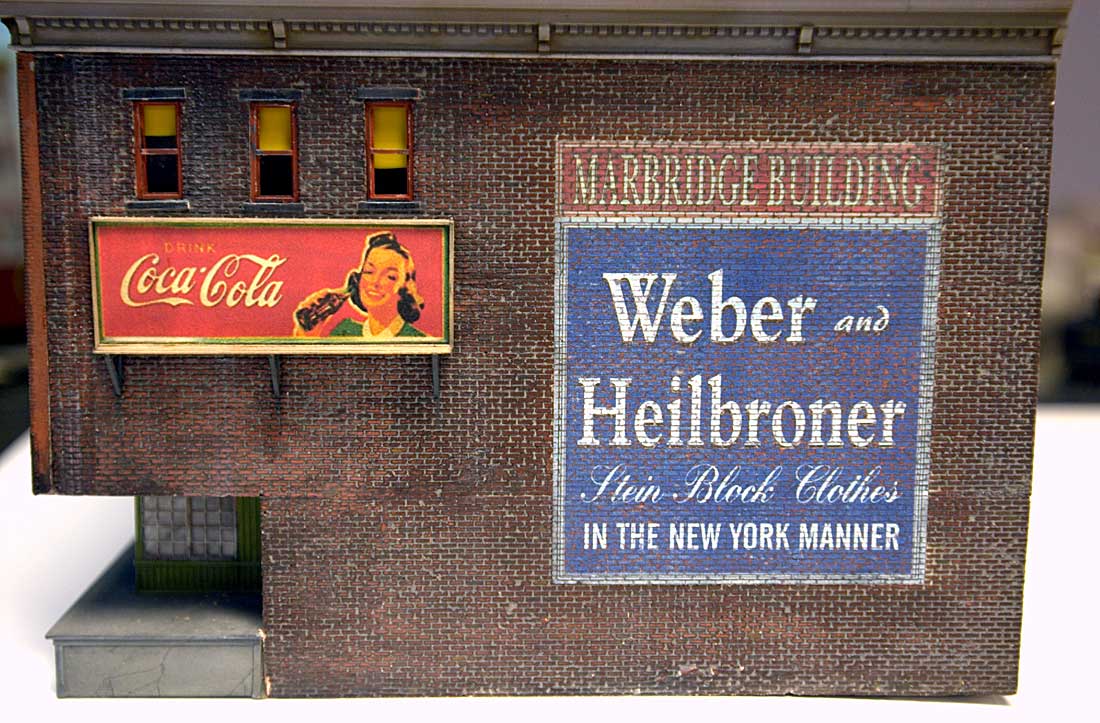 DRINK
Coca-Cola
MARBRIDGE BUILDING
Weber and
Heilbroner
Stein Block Clothes
IN THE NEW YORK MANNER